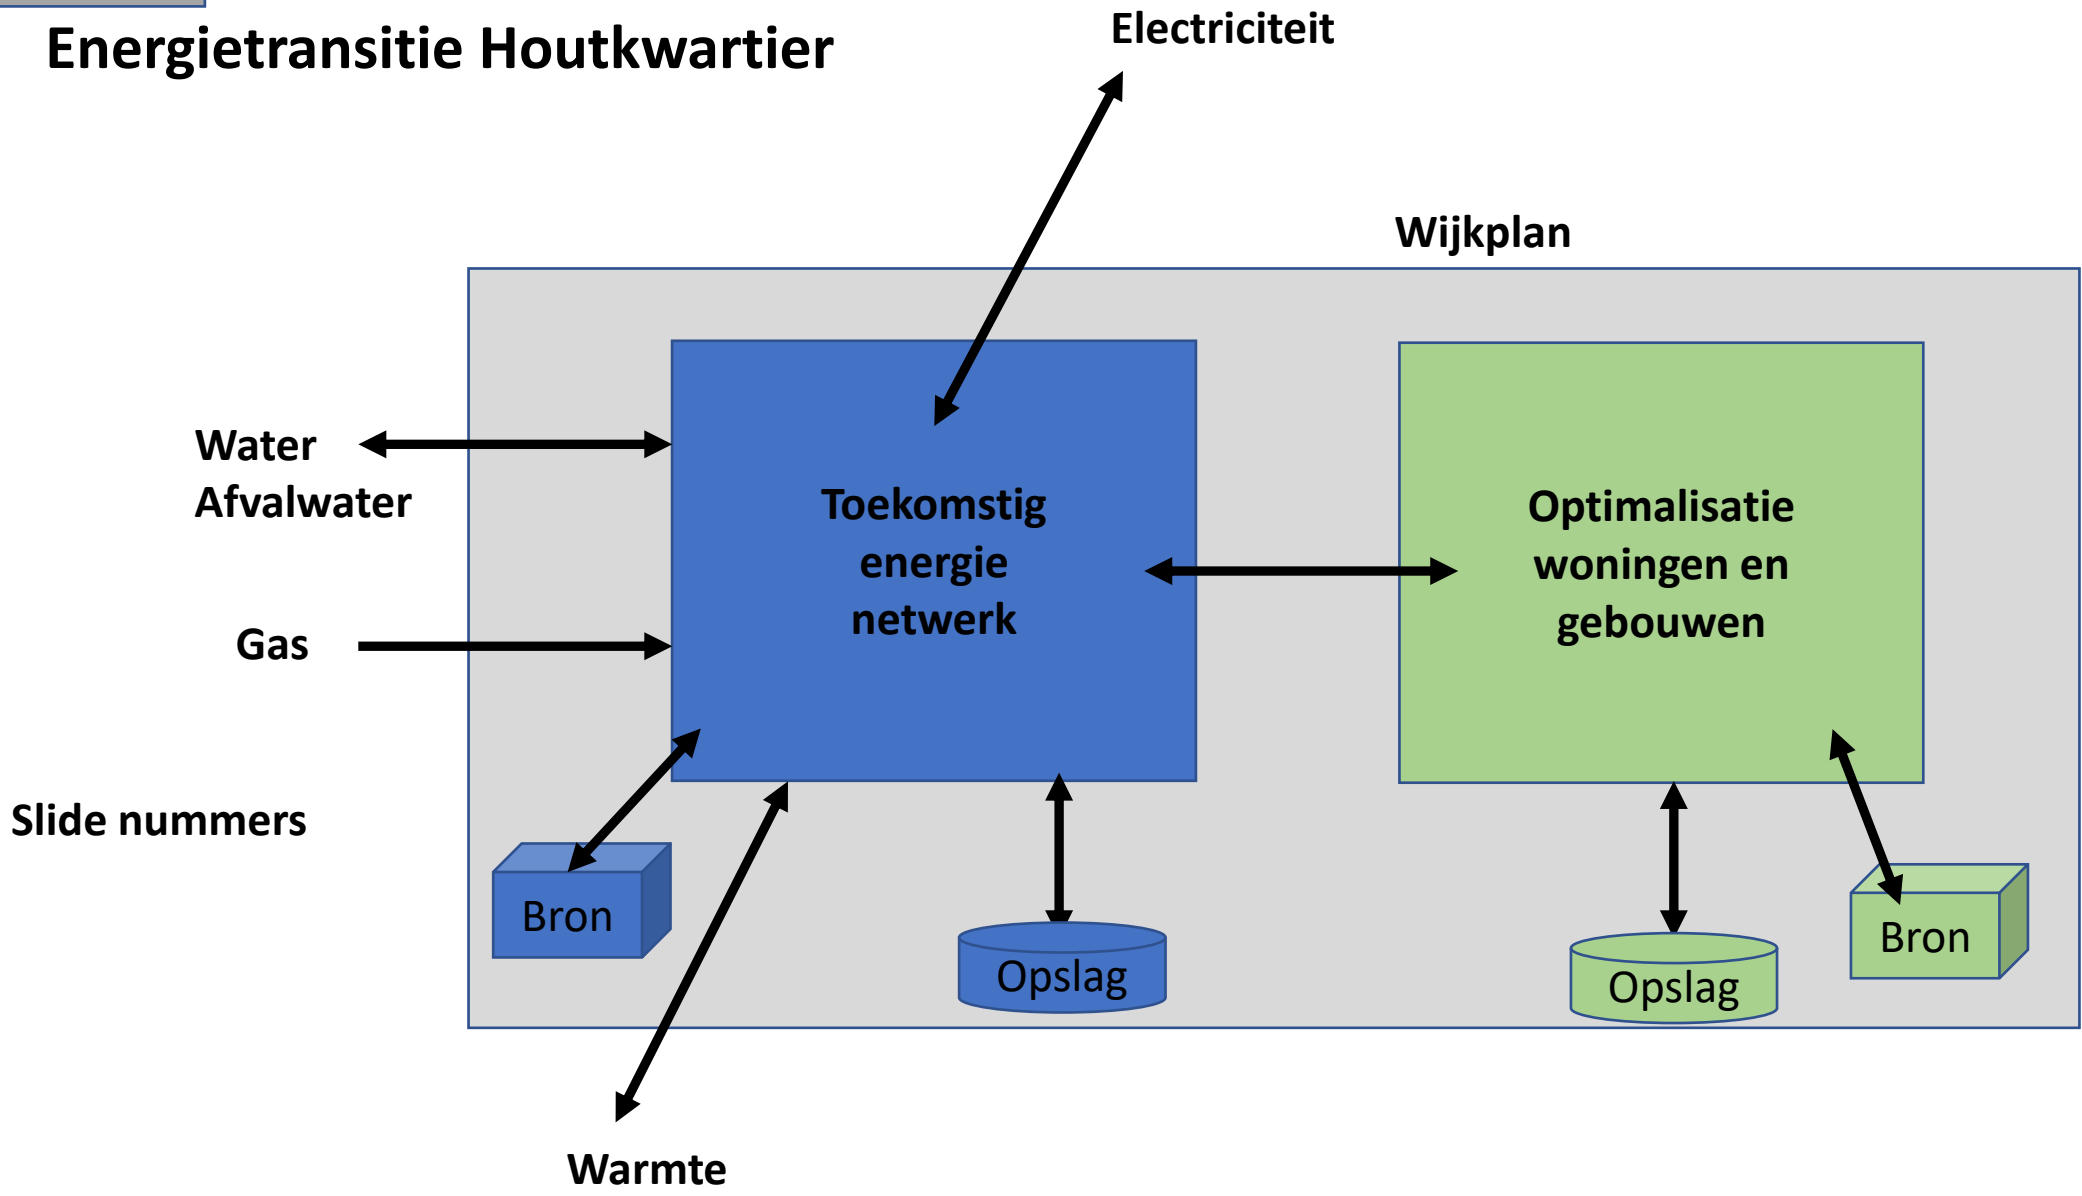 Energietransitie Houtkwartier
Electriciteit
Wijkplan
Water
Afvalwater
Gas
Toekomstig
energie
netwerk
Optimalisatie
woningen en
gebouwen
Slide nummers
Bron
Opslag
Opslag
Bron
Warmte